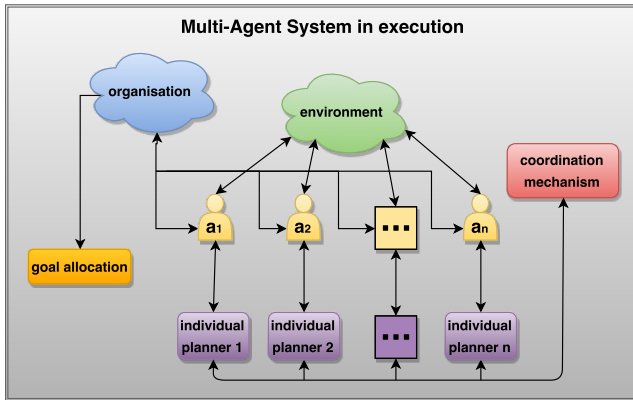 Multi-Agent System in execution
organisation
environment
coordination
mechanism
a1
a2
...
an
goal allocation
individual
planner 1
individual
planner 2
...
individual
planner n